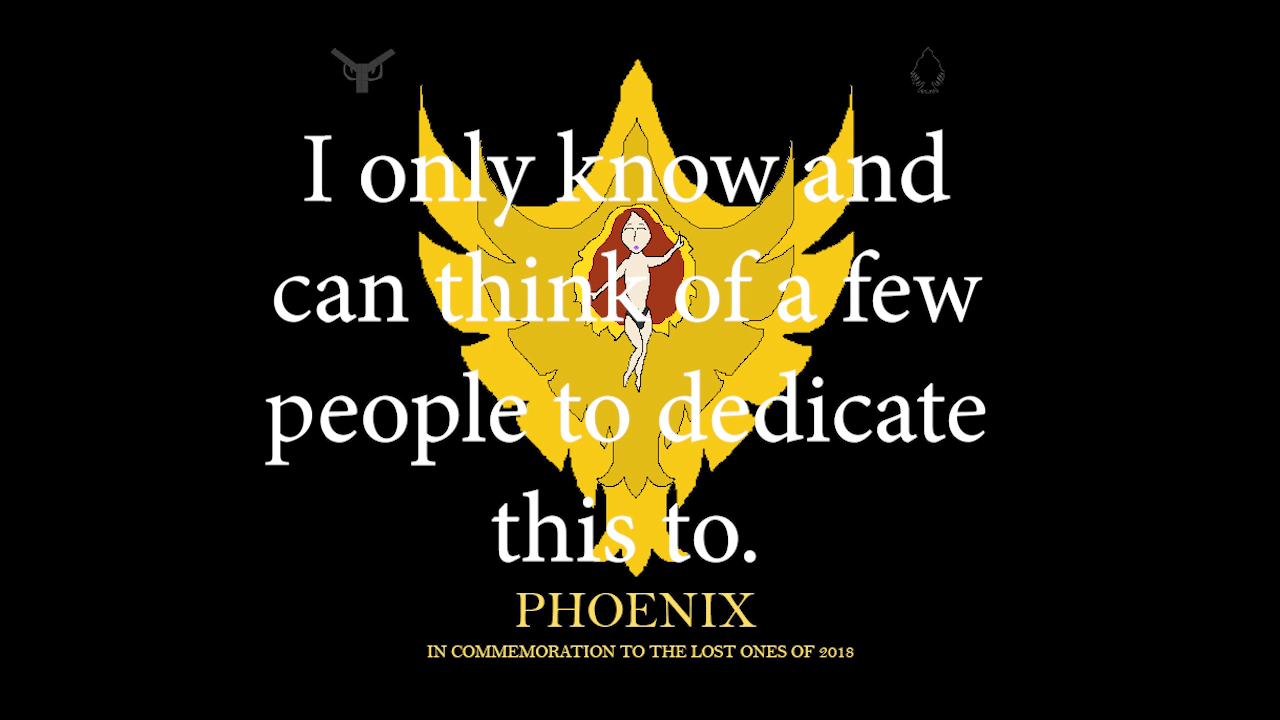 I only know and
can think of a few
people to dedicate
this to.
PHOENIX
IN COMMEMORATION TO THE LOST ONES OF 2018